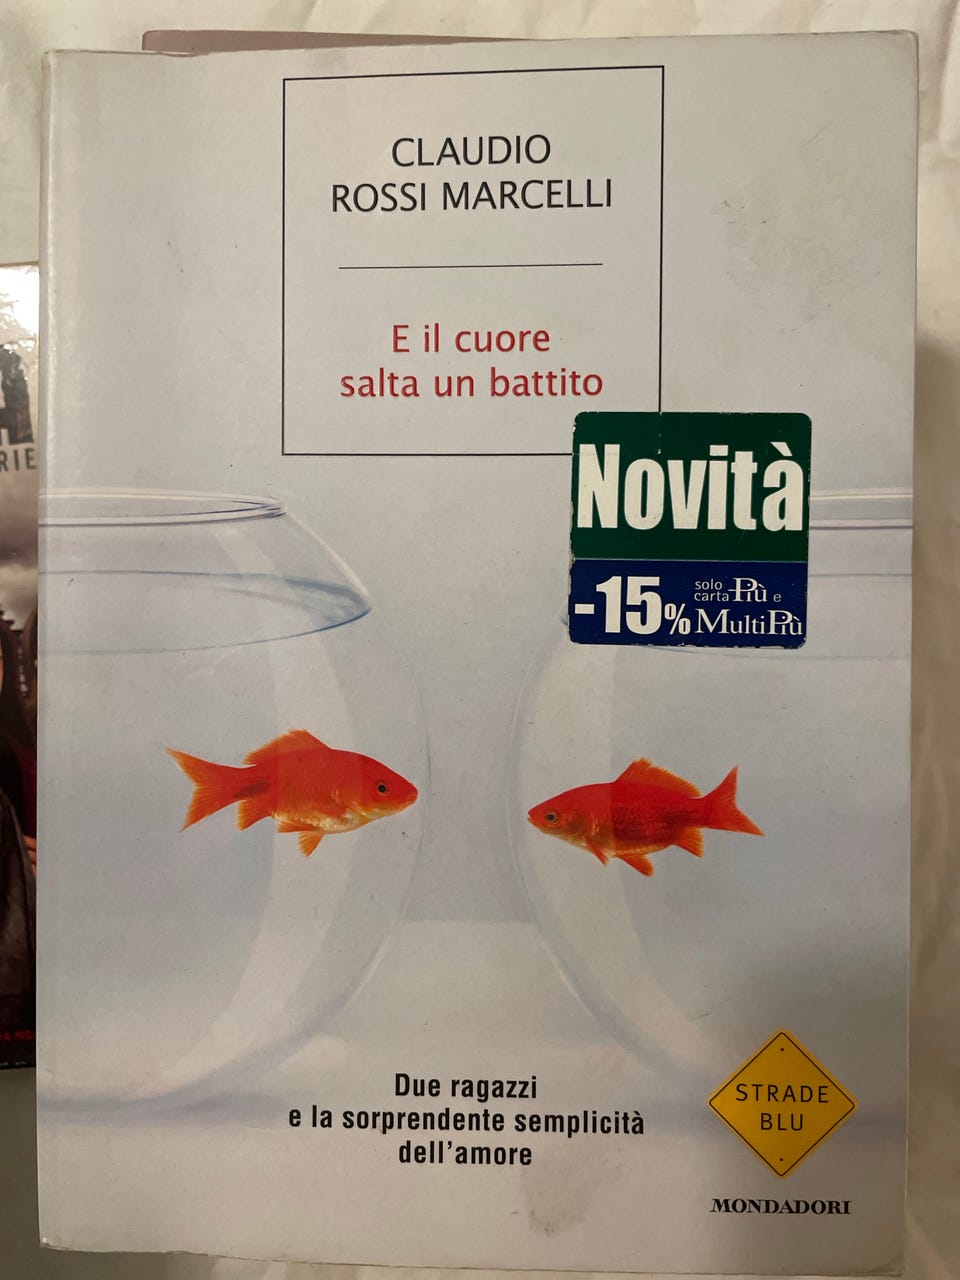 CLAUDIO
ROSSI MARCELLI
E il cuore
salta un battito
Novità
-15% solo carta Più e MultiPiù
Due ragazzi
e la sorprendente semplicità
dell'amore
STRADE
BLU
MONDADORI
RIE